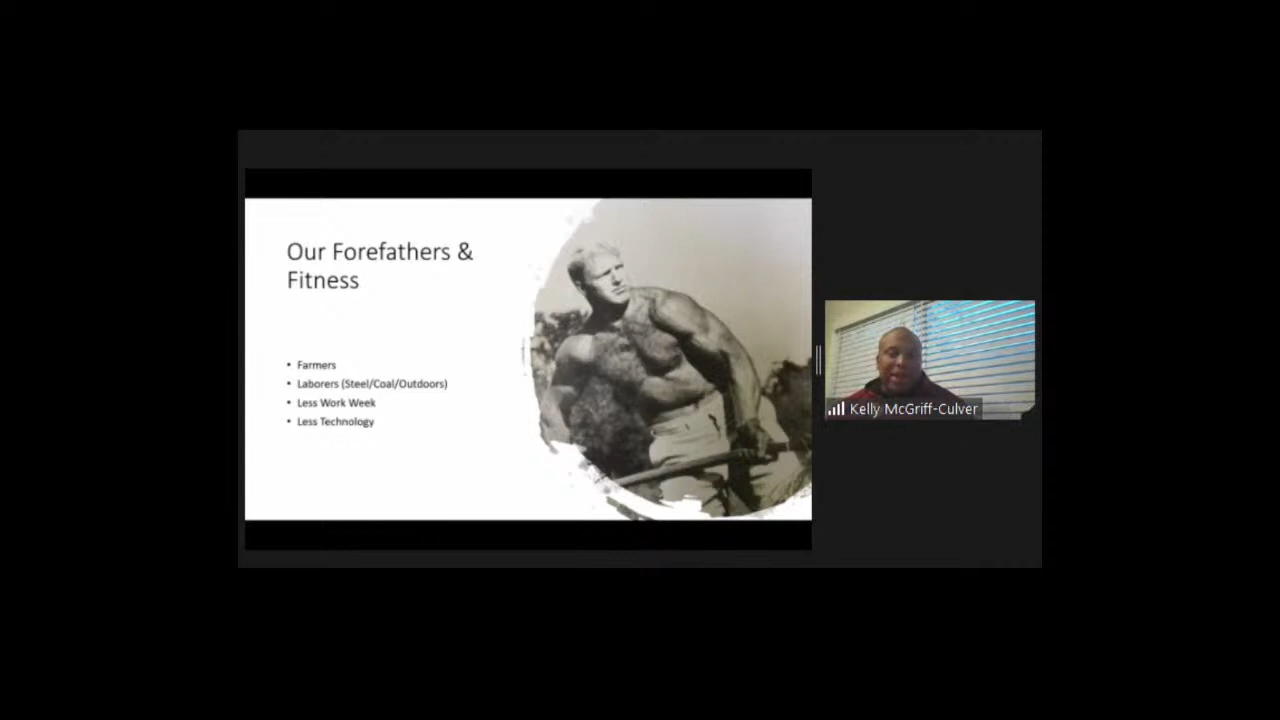 Our Forefathers &
Fitness
• Farmers
• Laborers (Steel/Coal/Outdoors)
• Less Work Week
• Less Technology
Kelly McGriff-Culver